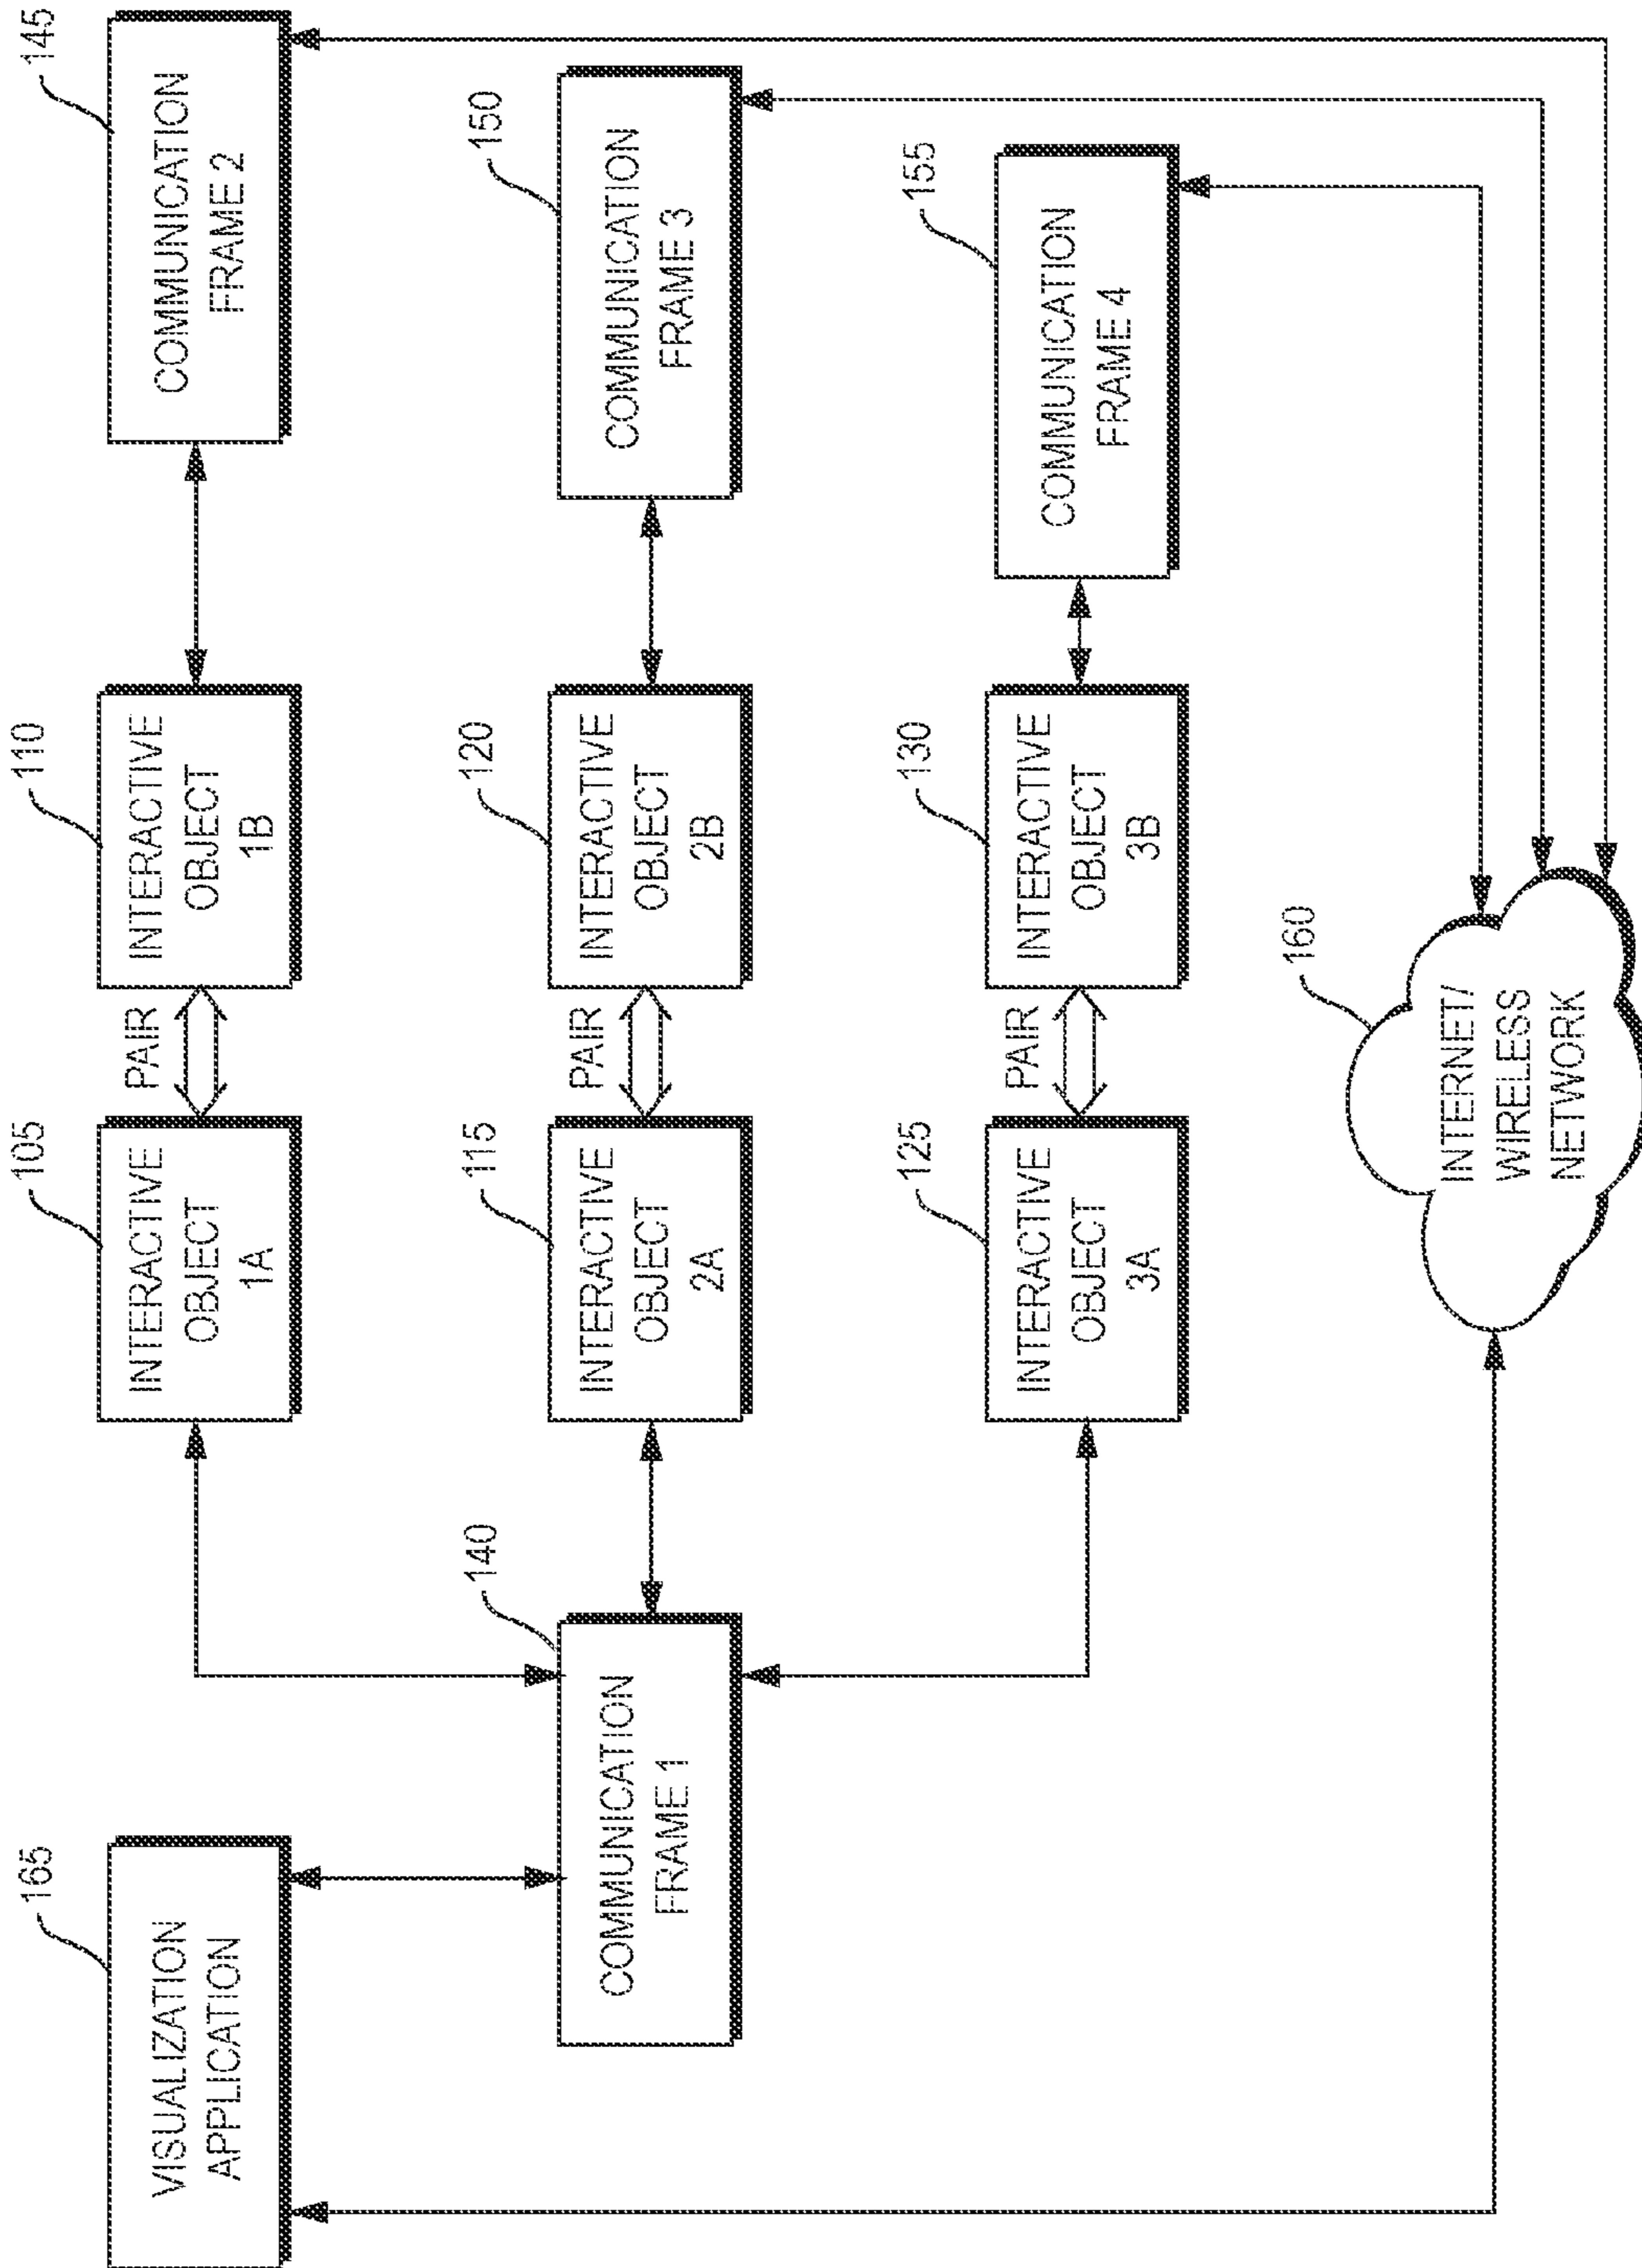 165
VISUALIZATION
APPLICATION
140
COMMUNICATION
FRAME 1
105
INTERACTIVE
OBJECT
1A
PAIR
110
INTERACTIVE
OBJECT
1B
145
COMMUNICATION
FRAME 2
115
INTERACTIVE
OBJECT
2A
PAIR
120
INTERACTIVE
OBJECT
2B
150
COMMUNICATION
FRAME 3
125
INTERACTIVE
OBJECT
3A
PAIR
130
INTERACTIVE
OBJECT
3B
155
COMMUNICATION
FRAME 4
160
INTERNET/
WIRELESS
NETWORK